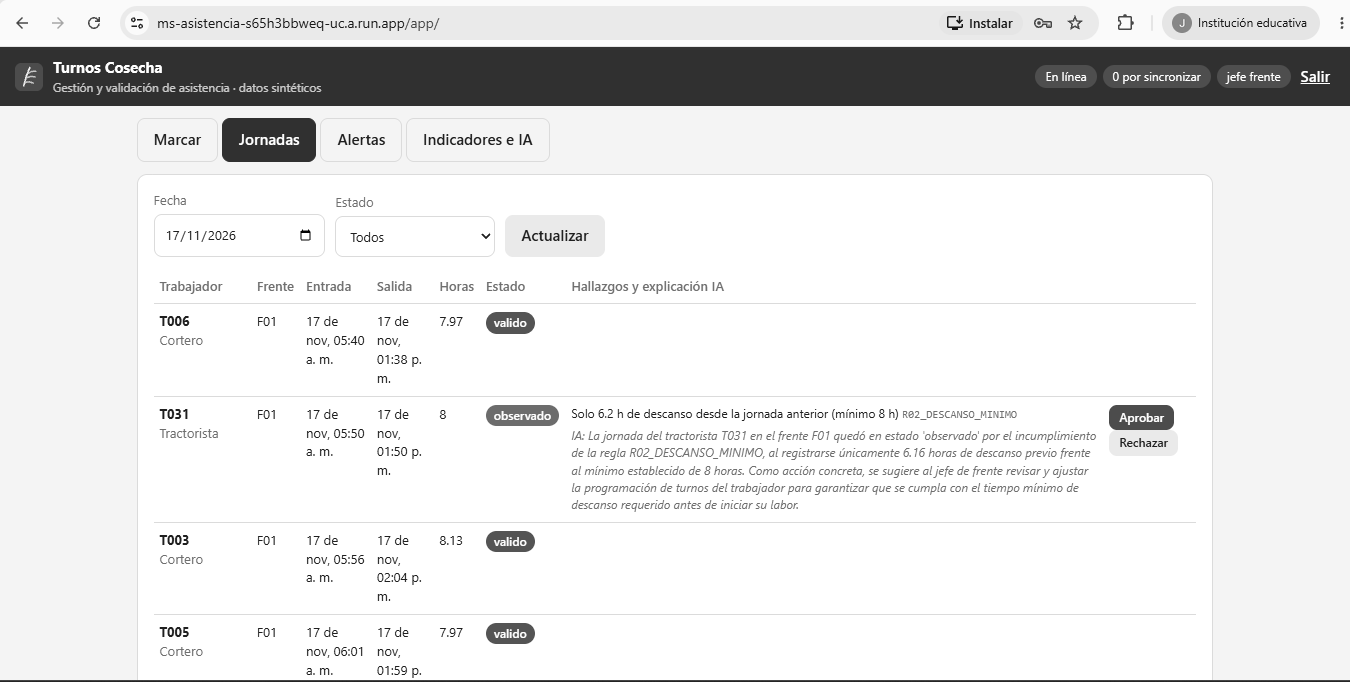 ms-asistencia-s65h3bbweq-uc.a.run.app/app/
Instalar
J
Institución educativa
Turnos Cosecha
Gestión y validación de asistencia · datos sintéticos
En línea
0 por sincronizar
jefe frente
Salir
Marcar
Jornadas
Alertas
Indicadores e IA
Fecha
Estado
17/11/2026
Todos
Actualizar
Trabajador Frente Entrada Salida Horas Estado Hallazgos y explicación IA
T006
Cortero
F01
17 de
nov, 05:40
a. m.
17 de
nov,
01:38 p.
m.
7.97
valido
T031
Tractorista
F01
17 de
nov, 05:50
a. m.
17 de
nov,
01:50 p.
m.
8
observado
Solo 6.2 h de descanso desde la jornada anterior (mínimo 8 h) R02_DESCANSO_MINIMO
IA: La jornada del tractorista T031 en el frente F01 quedó en estado 'observado' por el incumplimiento
de la regla R02_DESCANSO_MINIMO, al registrarse únicamente 6.16 horas de descanso previo frente
al mínimo establecido de 8 horas. Como acción concreta, se sugiere al jefe de frente revisar y ajustar
la programación de turnos del trabajador para garantizar que se cumpla con el tiempo mínimo de
descanso requerido antes de iniciar su labor.
Aprobar
Rechazar
T003
Cortero
F01
17 de
nov, 05:56
a. m.
17 de
nov,
02:04 p.
m.
8.13
valido
T005
Cortero
F01
17 de
nov, 06:01
a. m.
17 de
nov,
01:59 p.
7.97
valido